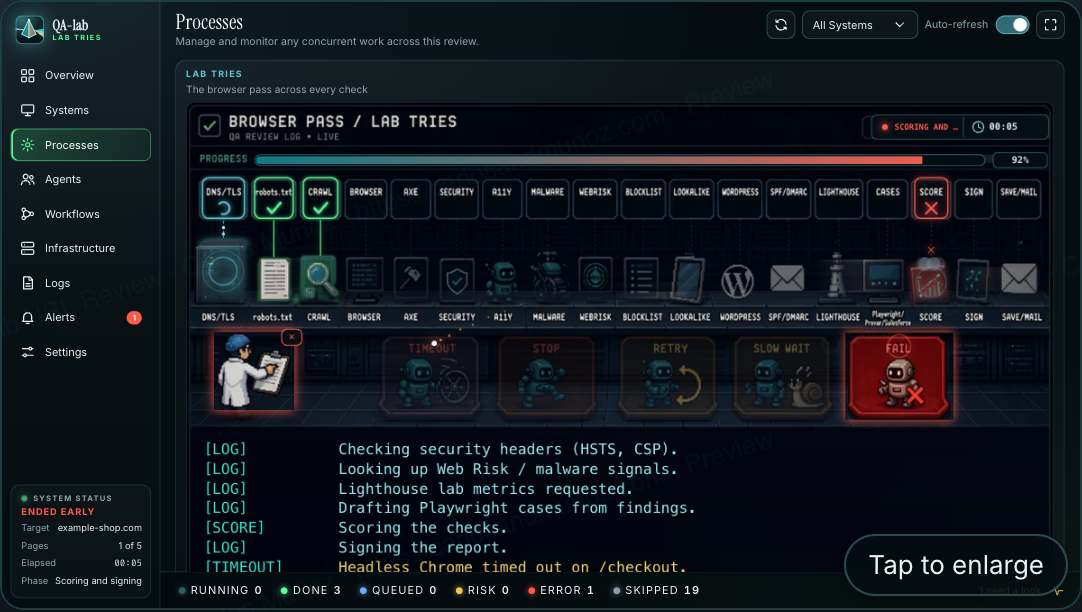 QA-lab
LAB TRIES
Overview
Systems
Processes
Agents
Workflows
Infrastructure
Logs
Alerts 1
Settings
SYSTEM STATUS
ENDED EARLY
Target example-shop.com
Pages 1 of 5
Elapsed 00:05
Phase Scoring and signing
Processes
Manage and monitor any concurrent work across this review.
All Systems
Auto-refresh
LAB TRIES
The browser pass across every check
BROWSER PASS / LAB TRIES
QA REVIEW LOG • LIVE
SCORING AND …
00:05
PROGRESS 92%
DNS/TLS robots.txt CRAWL BROWSER AXE SECURITY A11Y MALWARE WEBRISK BLOCKLIST LOOKALIKE WORDPRESS SPF/DMARC LIGHTHOUSE CASES SCORE SIGN SAVE/MAIL
DNS/TLS robots.txt CRAWL BROWSER AXE SECURITY A11Y MALWARE WEBRISK BLOCKLIST LOOKALIKE WORDPRESS SPF/DMARC LIGHTHOUSE Playwright/ SCORE SIGN SAVE/MAIL
TIMEOUT STOP RETRY SLOW WAIT FAIL
[LOG] Checking security headers (HSTS, CSP).
[LOG] Looking up Web Risk / malware signals.
[LOG] Lighthouse lab metrics requested.
[LOG] Drafting Playwright cases from findings.
[SCORE] Scoring the checks.
[LOG] Signing the report.
[TIMEOUT] Headless Chrome timed out on /checkout.
Tap to enlarge
I need a look
RUNNING 0 DONE 3 QUEUED 0 RISK 0 ERROR 1 SKIPPED 19
Preview
Preview